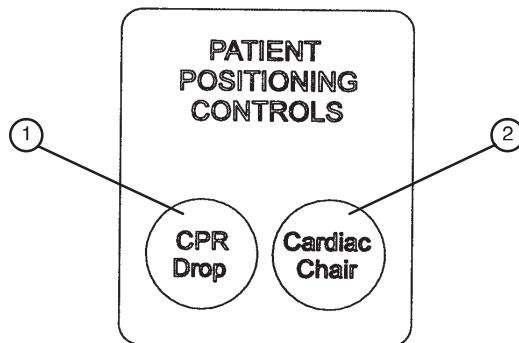 PATIENT
POSITIONING
CONTROLS
1
2
CPR
Drop
Cardiac
Chair